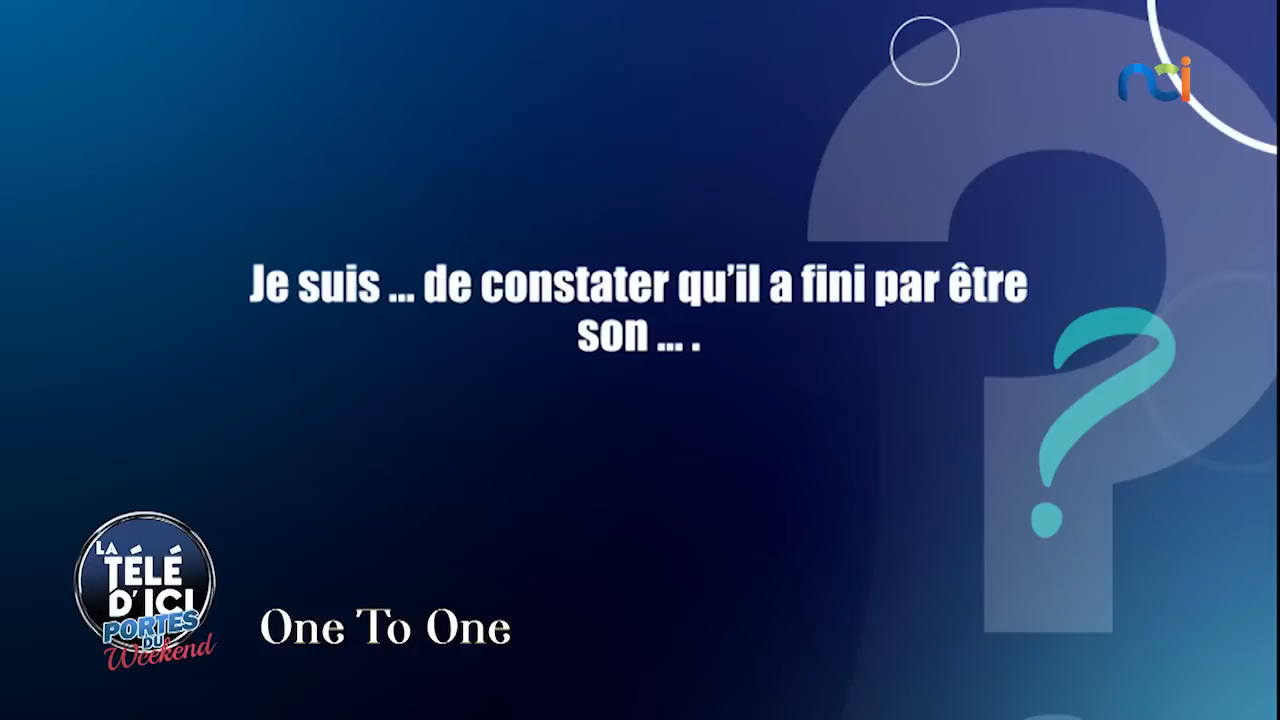 nci
Je suis ... de constater qu’il a fini par être
son ... .
LA
TÉLÉ
D’ ICI
PORTES
DU
Weekend
One To One